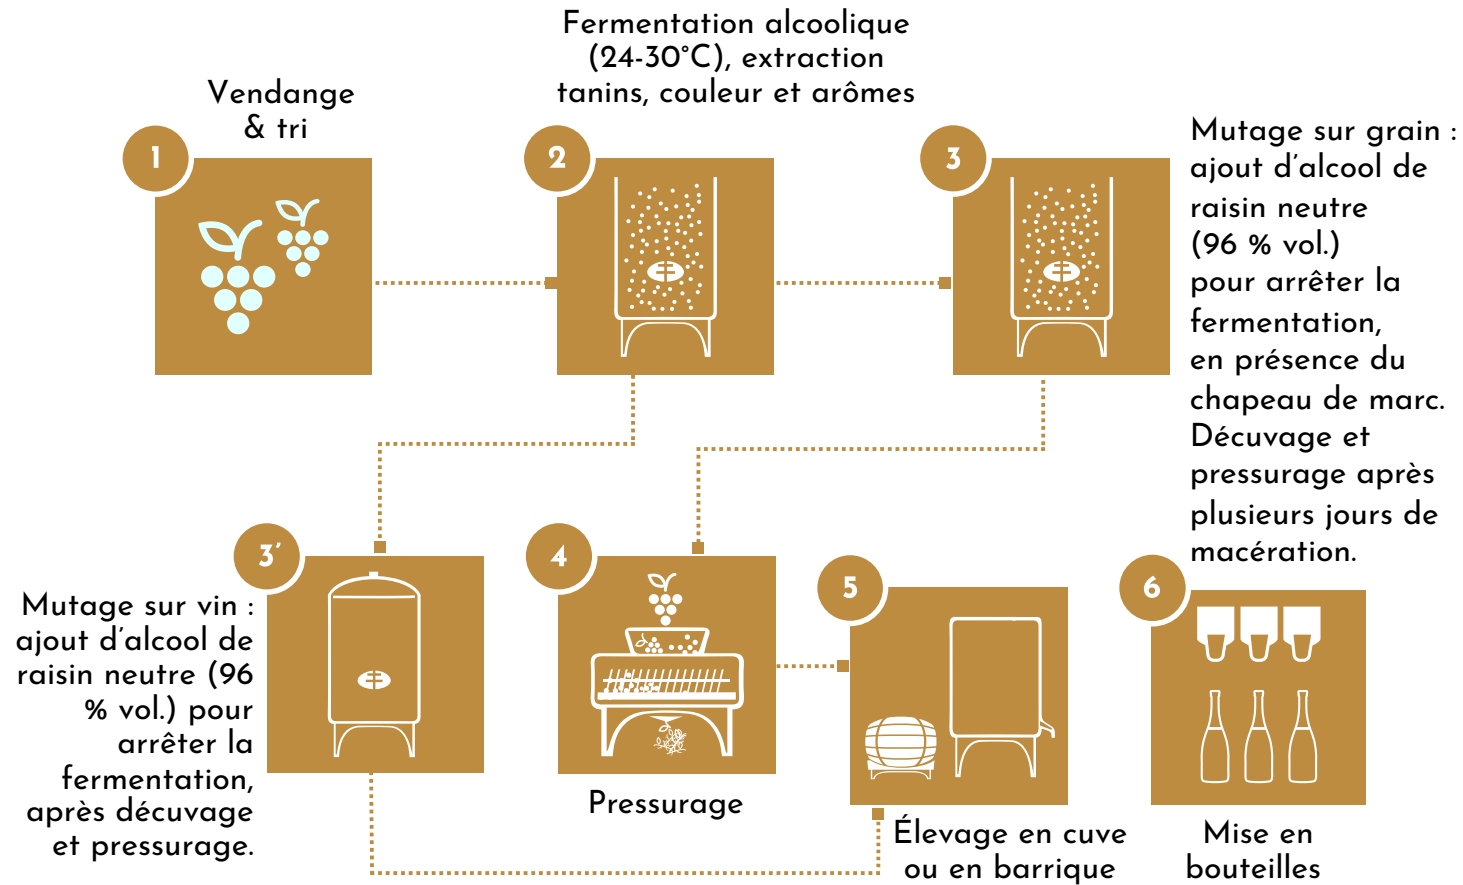 Vendange
& tri
1
Fermentation alcoolique
(24-30°C), extraction
tanins, couleur et arômes
2
3
Mutage sur grain :
ajout d’alcool de
raisin neutre
(96 % vol.)
pour arrêter la
fermentation,
en présence du
chapeau de marc.
Décuvage et
pressurage après
plusieurs jours de
macération.
3’
Mutage sur vin :
ajout d’alcool de
raisin neutre (96
% vol.) pour
arrêter la
fermentation,
après décuvage
et pressurage.
4
Pressurage
5
Élevage en cuve
ou en barrique
6
Mise en
bouteilles